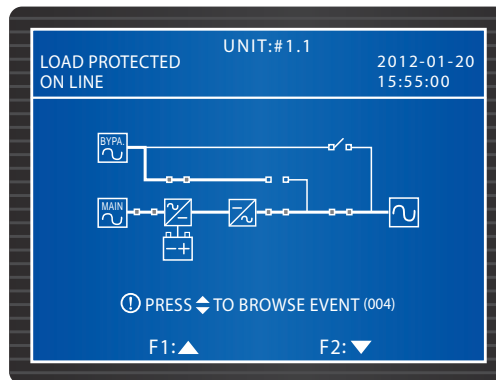 UNIT:#1.1
LOAD PROTECTED
ON LINE
2012-01-20
15:55:00
BYPA.
MAIN
PRESS TO BROWSE EVENT (004)
F1:
F2: